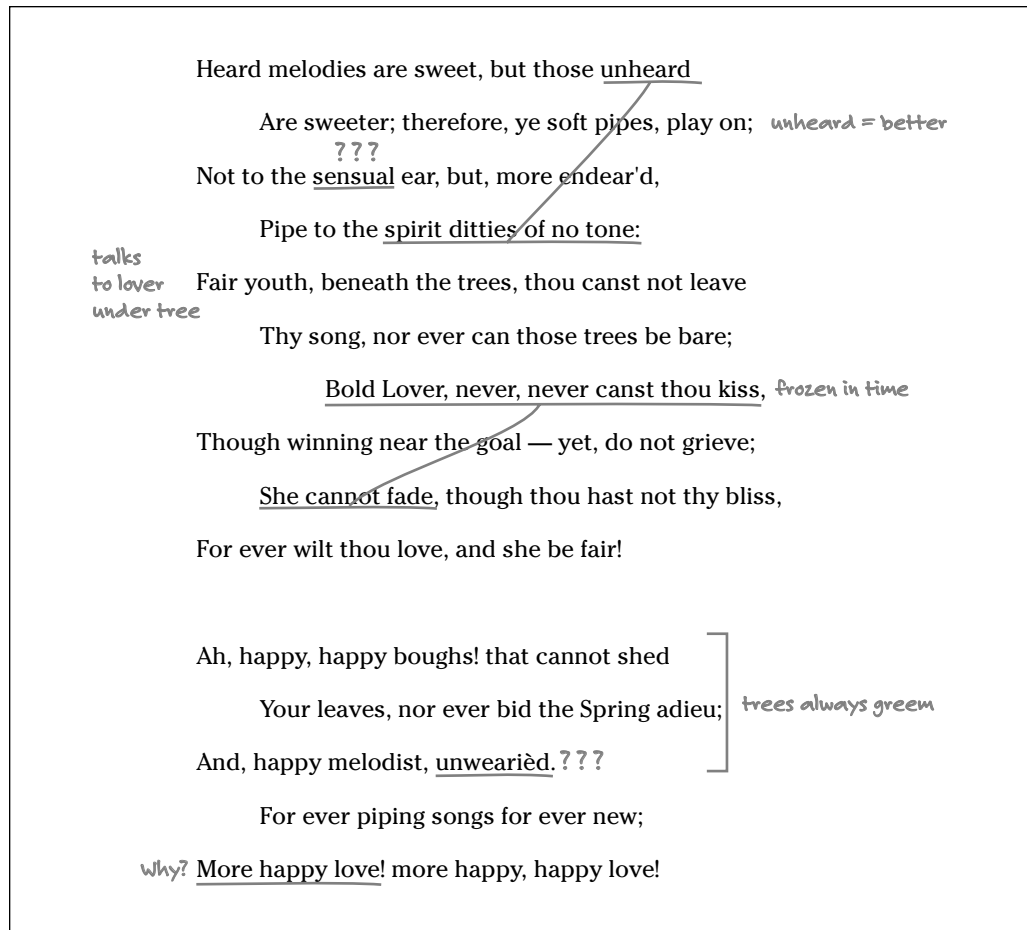 Heard melodies are sweet, but those unheard
Are sweeter; therefore, ye soft pipes, play on; unheard = better
???
Not to the sensual ear, but, more endear'd,
Pipe to the spirit ditties of no tone:
talks
to lover
under tree
Fair youth, beneath the trees, thou canst not leave
Thy song, nor ever can those trees be bare;
Bold Lover, never, never canst thou kiss, frozen in time
Though winning near the goal — yet, do not grieve;
She cannot fade, though thou hast not thy bliss,
For ever wilt thou love, and she be fair!
Ah, happy, happy boughs! that cannot shed
Your leaves, nor ever bid the Spring adieu; trees always greem
And, happy melodist, unwearièd. ???
For ever piping songs for ever new;
Why? More happy love! more happy, happy love!